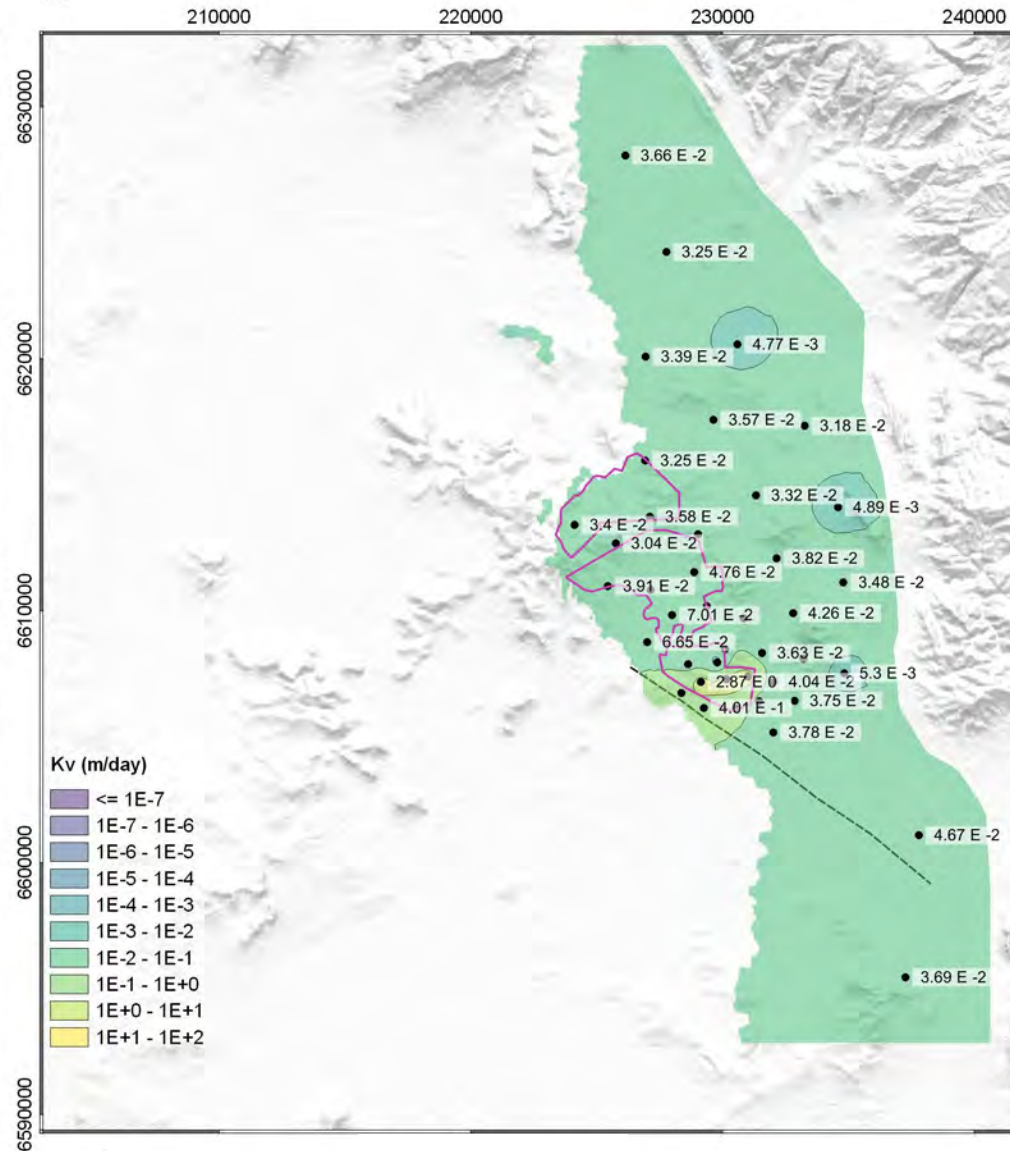 210000 220000 230000 240000
6630000
6620000
6610000
6600000
6590000
3.66 E -2
3.25 E -2
4.77 E -3
3.39 E -2
3.57 E -2
3.18 E -2
3.25 E -2
3.32 E -2
4.89 E -3
3.58 E -2
3.4 E -2
3.04 E -2
3.82 E -2
4.76 E -2
3.48 E -2
3.91 E -2
7.01 E -2
4.26 E -2
6.65 E -2
3.63 E -2
5.3 E -3
2.87 E 0
4.04 E -2
3.75 E -2
4.01 E -1
3.78 E -2
4.67 E -2
3.69 E -2
Kv (m/day)
<= 1E-7
1E-7 - 1E-6
1E-6 - 1E-5
1E-5 - 1E-4
1E-4 - 1E-3
1E-3 - 1E-2
1E-2 - 1E-1
1E-1 - 1E+0
1E+0 - 1E+1
1E+1 - 1E+2